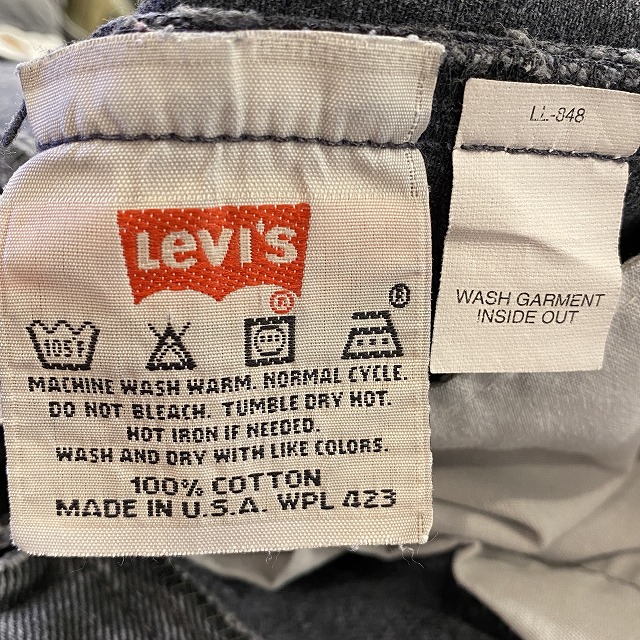 LEVI'S
®
®
105F
MACHINE WASH WARM. NORMAL CYCLE.
DO NOT BLEACH. TUMBLE DRY HOT.
HOT IRON IF NEEDED.
WASH AND DRY WITH LIKE COLORS.
100% COTTON
MADE IN U.S.A. WPL 423
LL-848
WASH GARMENT
INSIDE OUT